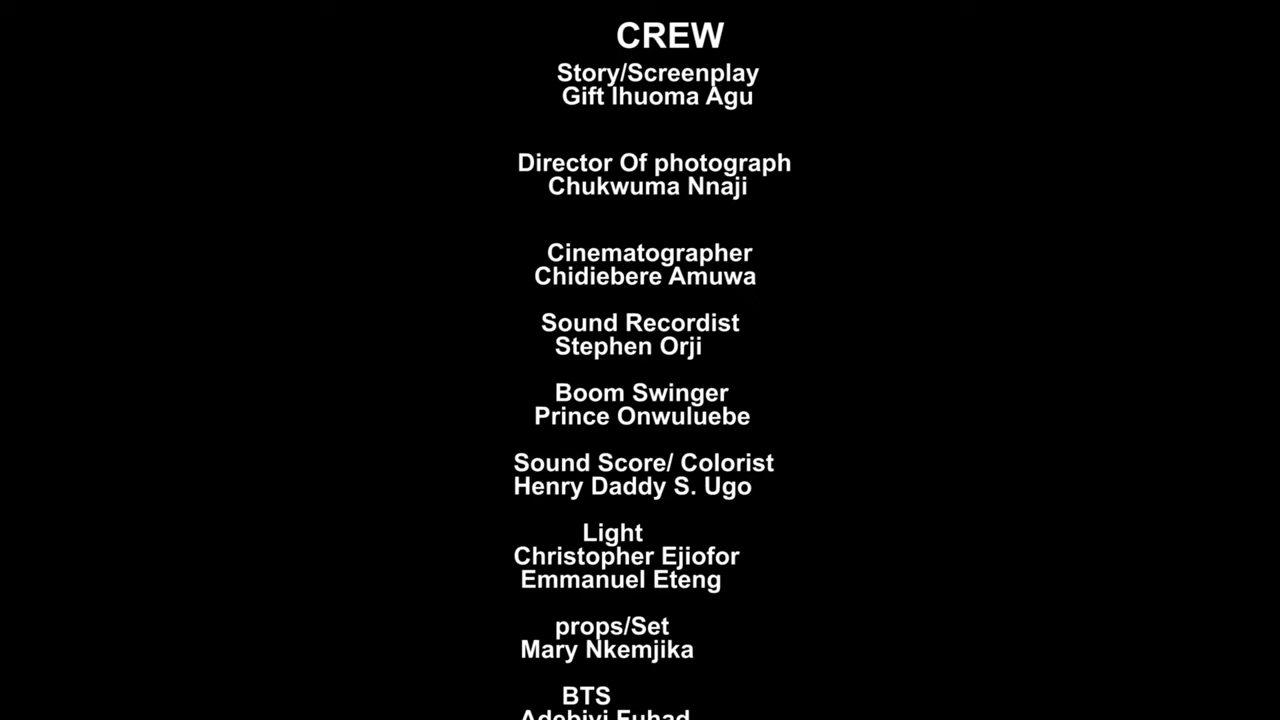 CREW
Story/Screenplay
Gift Ihuoma Agu
Director Of photograph
Chukwuma Nnaji
Cinematographer
Chidiebere Amuwa
Sound Recordist
Stephen Orji
Boom Swinger
Prince Onwuluebe
Sound Score/ Colorist
Henry Daddy S. Ugo
Light
Christopher Ejiofor
Emmanuel Eteng
props/Set
Mary Nkemjika
BTS
Adebiyi Fuhad